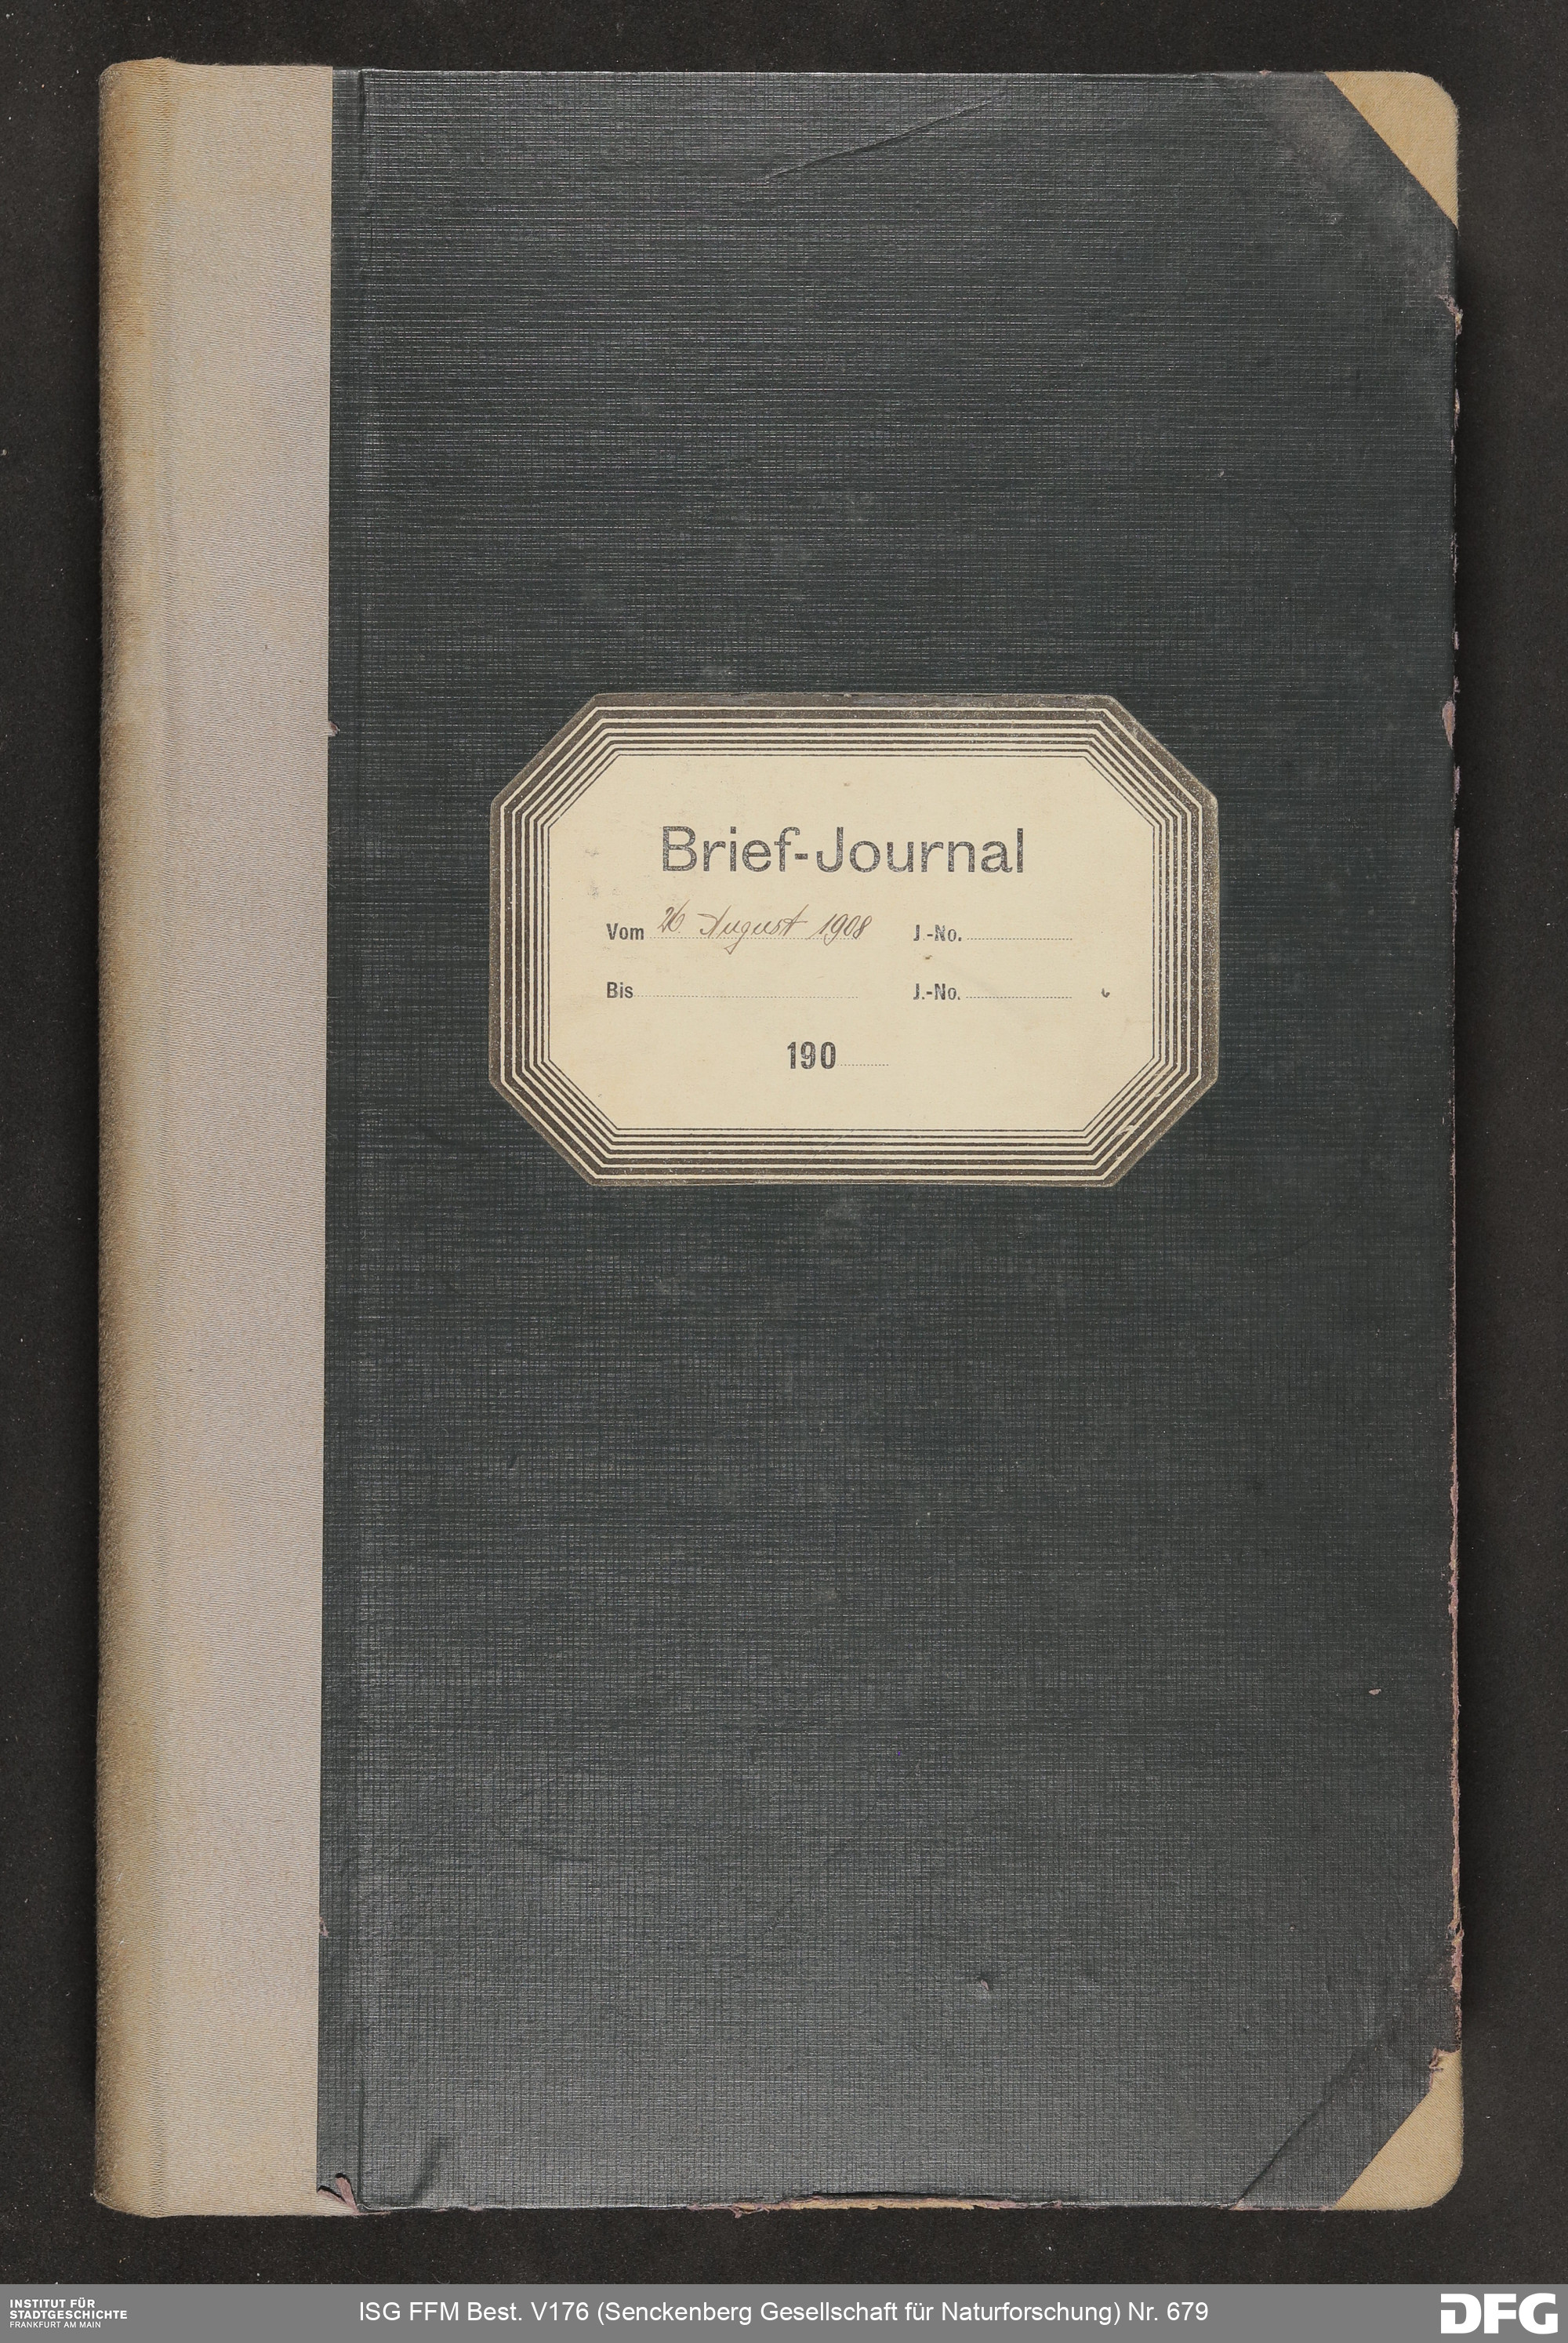 Brief-Journal
Vom 26. August 1908 J.-No.
Bis J.-No.
190
INSTITUT FÜR
STADTGESCHICHTE
FRANKFURT AM MAIN
ISG FFM Best. V176 (Senckenberg Gesellschaft für Naturforschung) Nr. 679
DFG